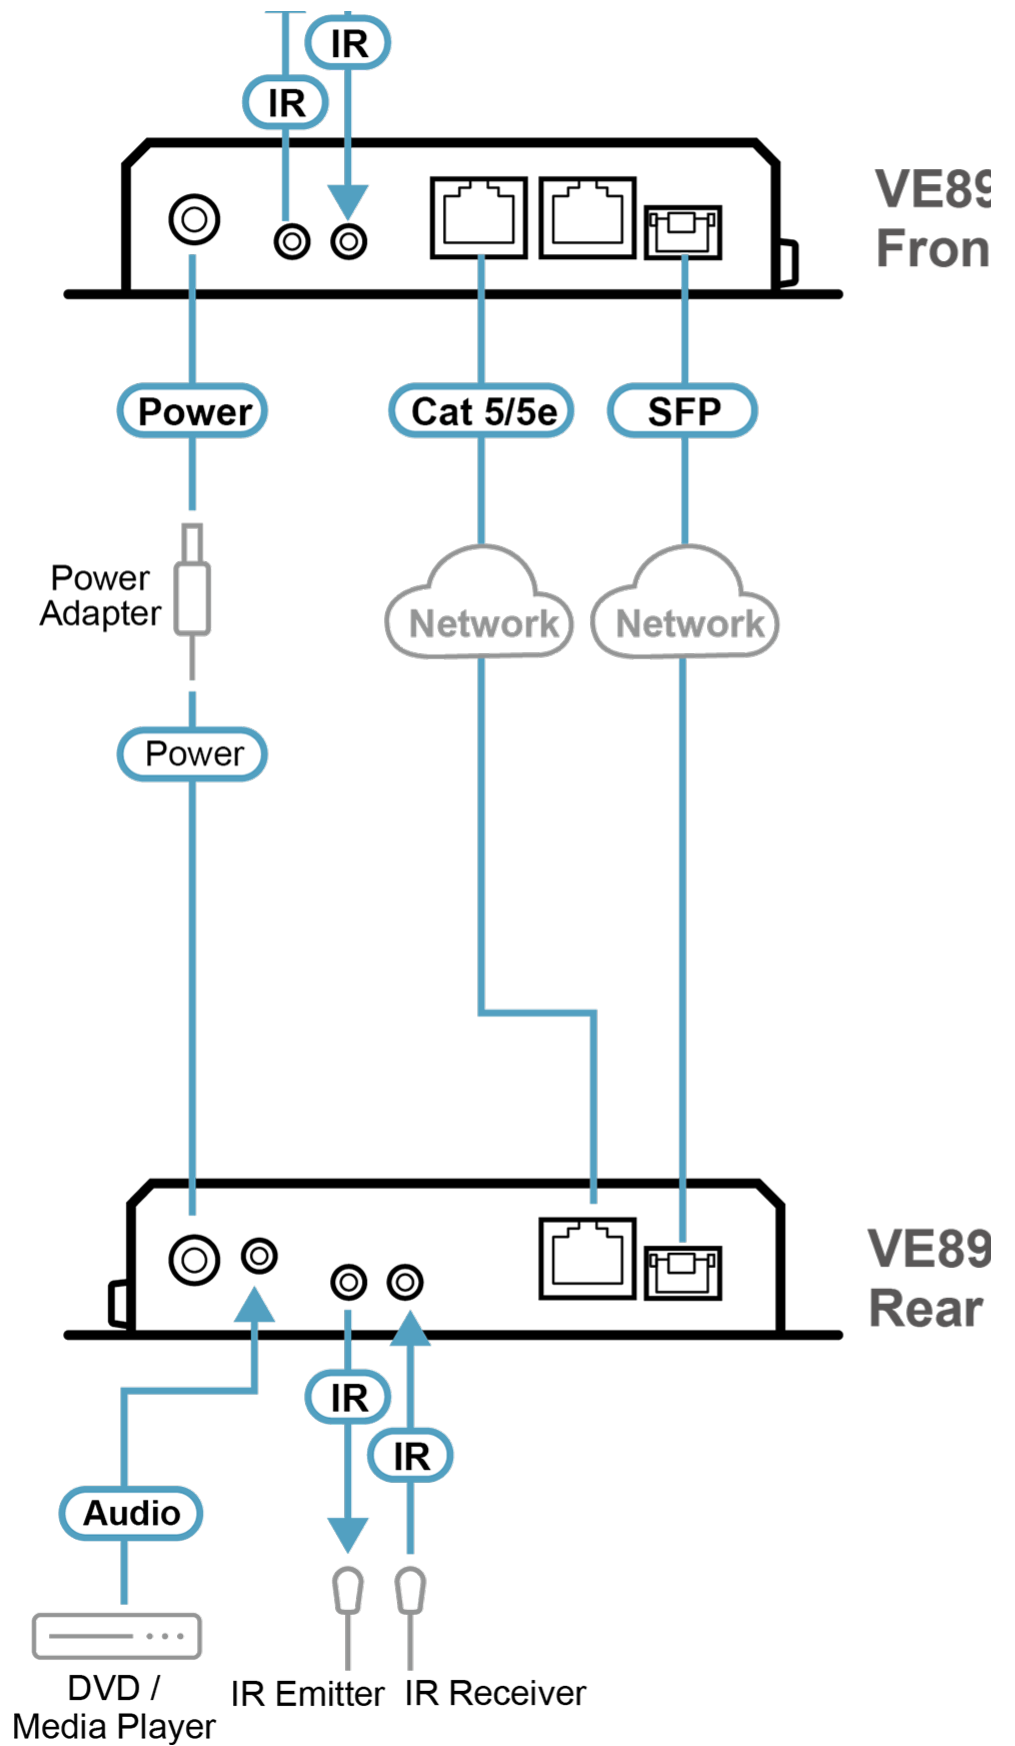 IR
IR
VE89
Fron
Power
Cat 5/5e
SFP
Power
Adapter
Network
Network
Power
VE89
Rear
IR
IR
Audio
DVD /
Media Player
IR Emitter
IR Receiver